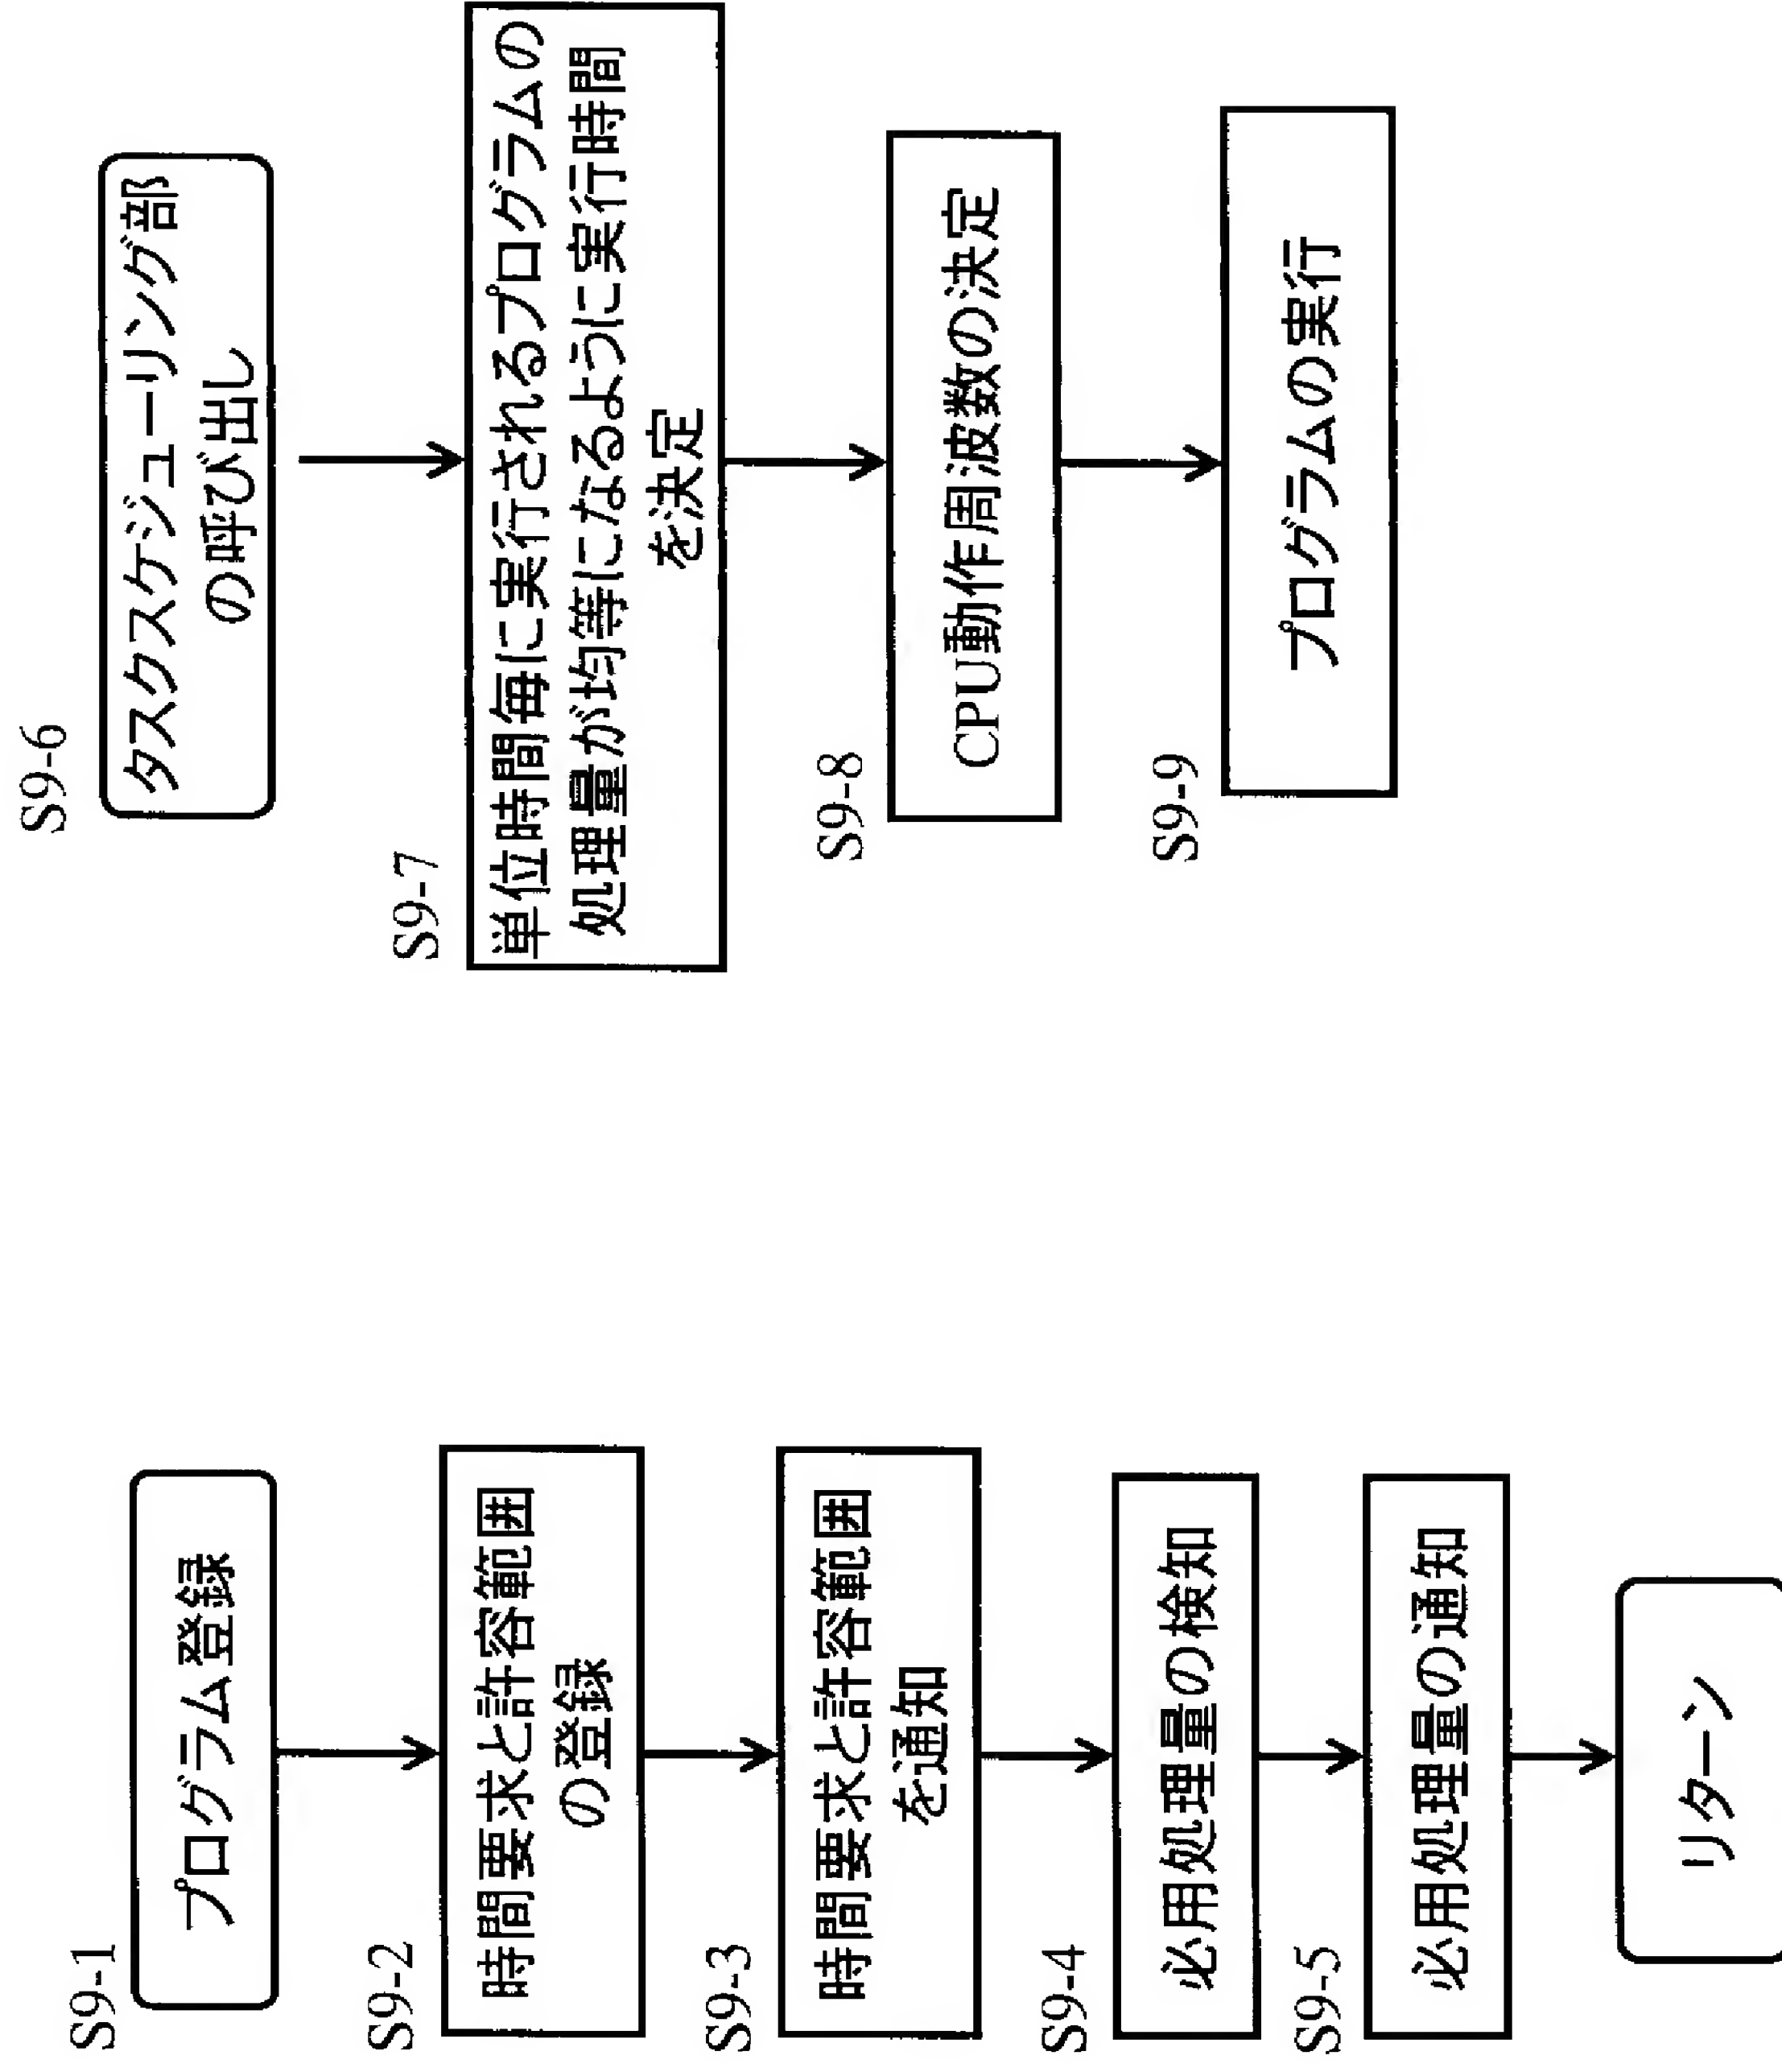 S9-1
プログラム登録
S9-2
時間要求と許容範囲
の登録
S9-3
時間要求と許容範囲
を通知
S9-4
必用処理量の検知
S9-5
必用処理量の通知
リターン
S9-6
タスクスケジューリング部
の呼び出し
S9-7
単位時間毎に実行されるプログラムの
処理量が均等になるように実行時間
を決定
S9-8
CPU動作周波数の決定
S9-9
プログラムの実行